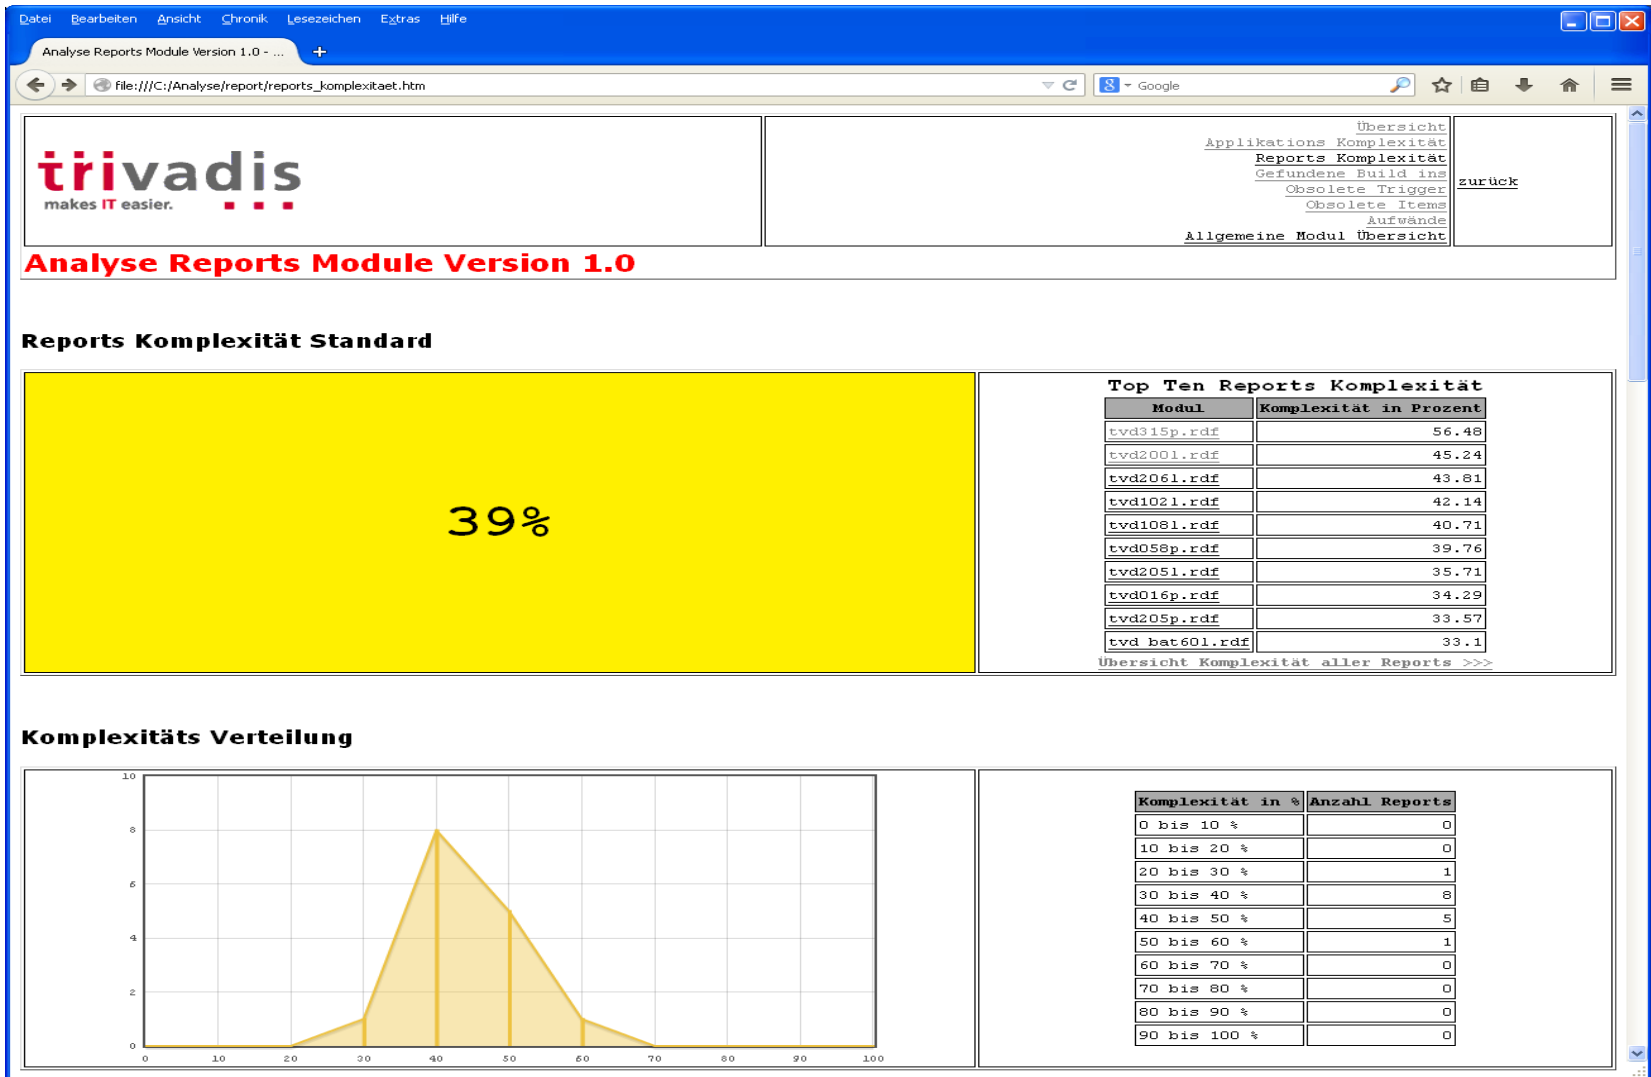 Datei Bearbeiten Ansicht Chronik Lesezeichen Extras Hilfe
Analyse Reports Module Version 1.0 - ... +
file:///C:/Analyse/report/reports_komplexitaet.htm
8 Google
trivadis
makes IT easier.
Übersicht
Applikations Komplexität
Reports Komplexität
Gefundene Build ins
Obsolete Trigger
Obsolete Items
Aufwände
Allgemeine Modul Übersicht
zurück
Analyse Reports Module Version 1.0
Reports Komplexität Standard
39%
Top Ten Reports Komplexität
Modul Komplexität in Prozent
tvd315p.rdf 56.48
tvd200l.rdf 45.24
tvd206l.rdf 43.81
tvd102l.rdf 42.14
tvd108l.rdf 40.71
tvd058p.rdf 39.76
tvd205l.rdf 35.71
tvd016p.rdf 34.29
tvd205p.rdf 33.57
tvd bat60l.rdf 33.1
Übersicht Komplexität aller Reports >>>
Komplexitäts Verteilung
10
8
6
4
2
0
0 10 20 30 40 50 60 70 80 90 100
Komplexität in % Anzahl Reports
0 bis 10 % 0
10 bis 20 % 0
20 bis 30 % 1
30 bis 40 % 8
40 bis 50 % 5
50 bis 60 % 1
60 bis 70 % 0
70 bis 80 % 0
80 bis 90 % 0
90 bis 100 % 0